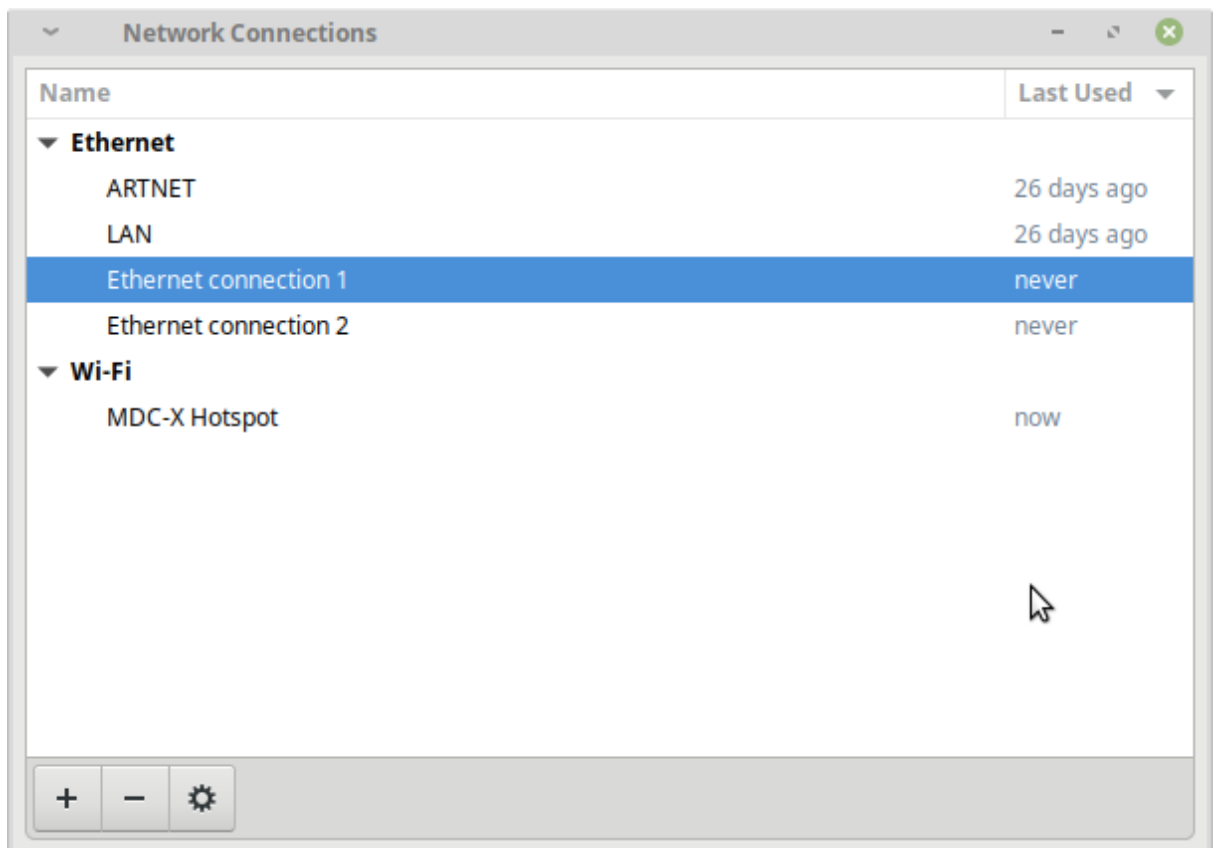 Network Connections
Name Last Used
Ethernet
ARTNET 26 days ago
LAN 26 days ago
Ethernet connection 1 never
Ethernet connection 2 never
Wi-Fi
MDC-X Hotspot now